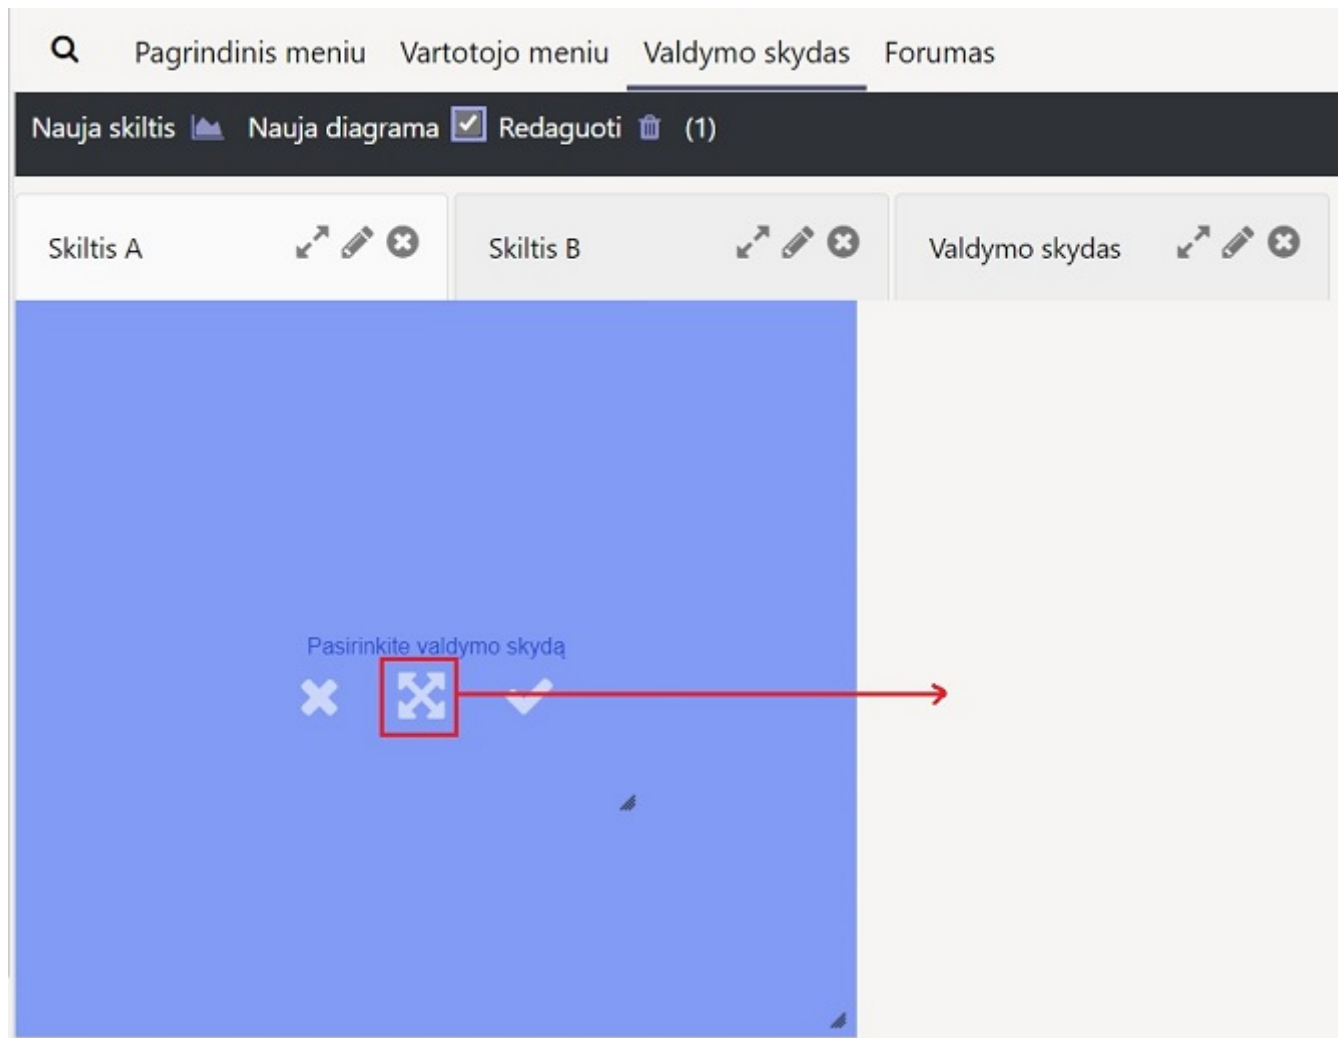 Pagrindinis meniu Vartotojo meniu Valdymo skydas Forumas
Nauja skiltis Nauja diagrama Redaguoti (1)
Skiltis A Skiltis B Valdymo skydas
Pasirinkite valdymo skydą